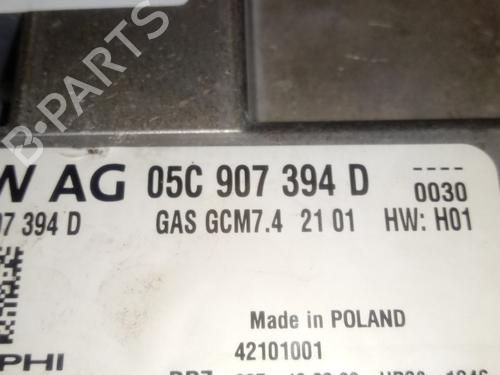 B-PARTS
W AG 05C 907 394 D
----
0030
07 394 D GAS GCM7.4 21 01 HW: H01
Made in POLAND
PHI 42101001